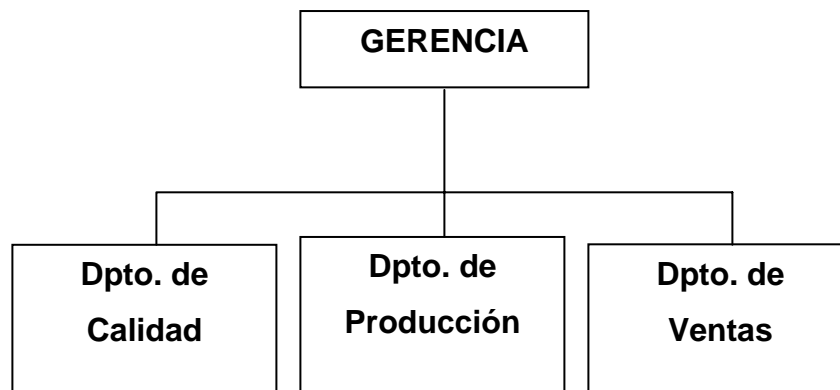 GERENCIA
Dpto. de
Calidad
Dpto. de
Producción
Dpto. de
Ventas